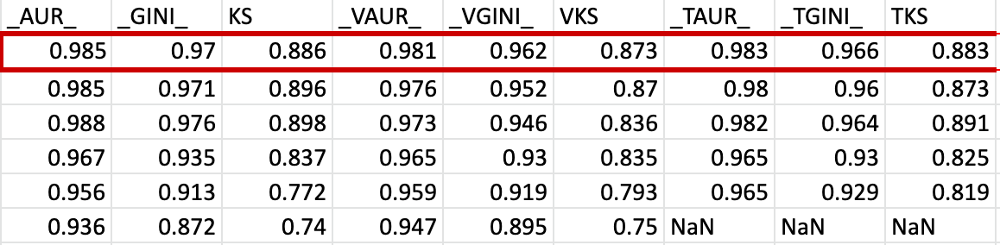 _AUR_ _GINI_ KS _VAUR_ _VGINI_ VKS _TAUR_ _TGINI_ TKS
0.985 0.97 0.886 0.981 0.962 0.873 0.983 0.966 0.883
0.985 0.971 0.896 0.976 0.952 0.87 0.98 0.96 0.873
0.988 0.976 0.898 0.973 0.946 0.836 0.982 0.964 0.891
0.967 0.935 0.837 0.965 0.93 0.835 0.965 0.93 0.825
0.956 0.913 0.772 0.959 0.919 0.793 0.965 0.929 0.819
0.936 0.872 0.74 0.947 0.895 0.75 NaN NaN NaN